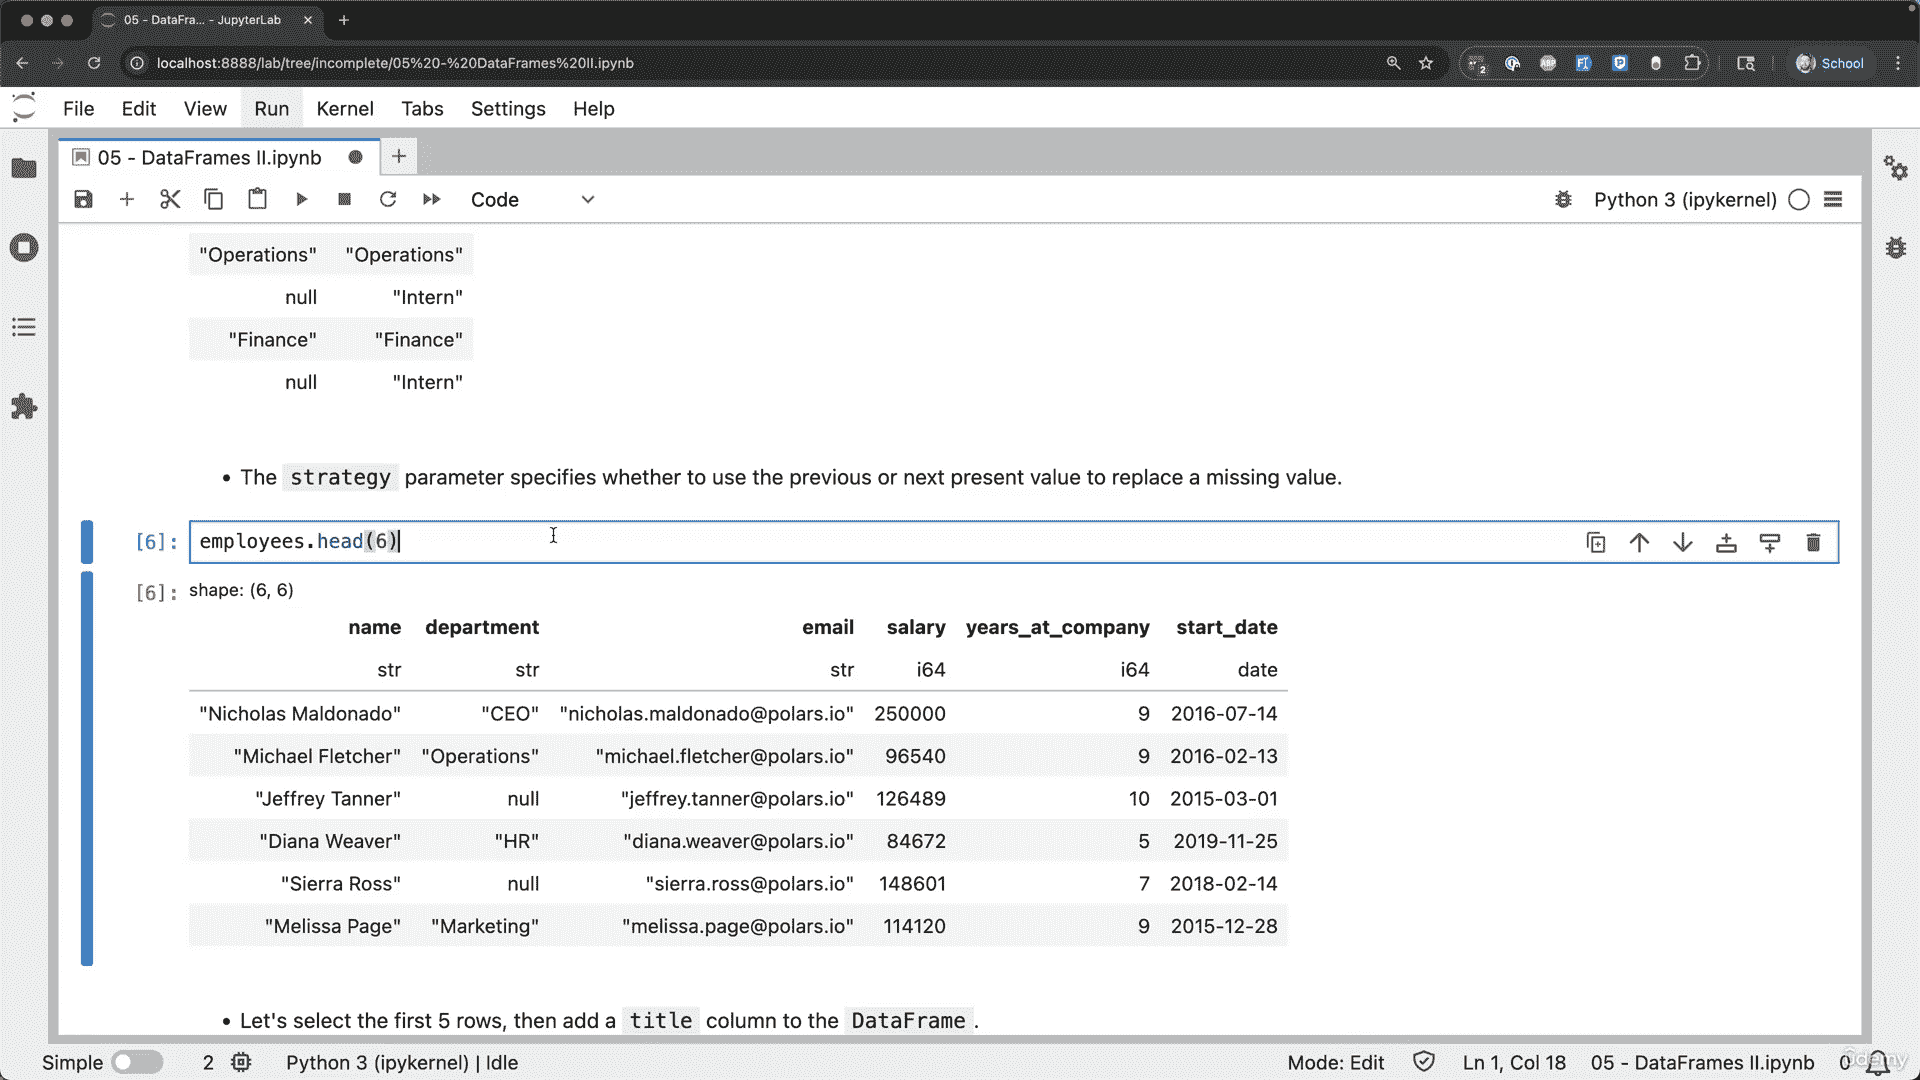 05 - DataFra... - JupyterLab
localhost:8888/lab/tree/incomplete/05%20-%20DataFrames%20II.ipynb
2
ABP
School
File Edit View Run Kernel Tabs Settings Help
05 - DataFrames II.ipynb
Code
Python 3 (ipykernel)
"Operations" "Operations"
null "Intern"
"Finance" "Finance"
null "Intern"
• The strategy parameter specifies whether to use the previous or next present value to replace a missing value.
[6]: employees.head(6)
[6]: shape: (6, 6)
name department email salary years_at_company start_date
str str str i64 i64 date
"Nicholas Maldonado" "CEO" "nicholas.maldonado@polars.io" 250000 9 2016-07-14
"Michael Fletcher" "Operations" "michael.fletcher@polars.io" 96540 9 2016-02-13
"Jeffrey Tanner" null "jeffrey.tanner@polars.io" 126489 10 2015-03-01
"Diana Weaver" "HR" "diana.weaver@polars.io" 84672 5 2019-11-25
"Sierra Ross" null "sierra.ross@polars.io" 148601 7 2018-02-14
"Melissa Page" "Marketing" "melissa.page@polars.io" 114120 9 2015-12-28
• Let's select the first 5 rows, then add a title column to the DataFrame.
Simple 2 Python 3 (ipykernel) | Idle Mode: Edit Ln 1, Col 18 05 - DataFrames II.ipynb 0
Udemy